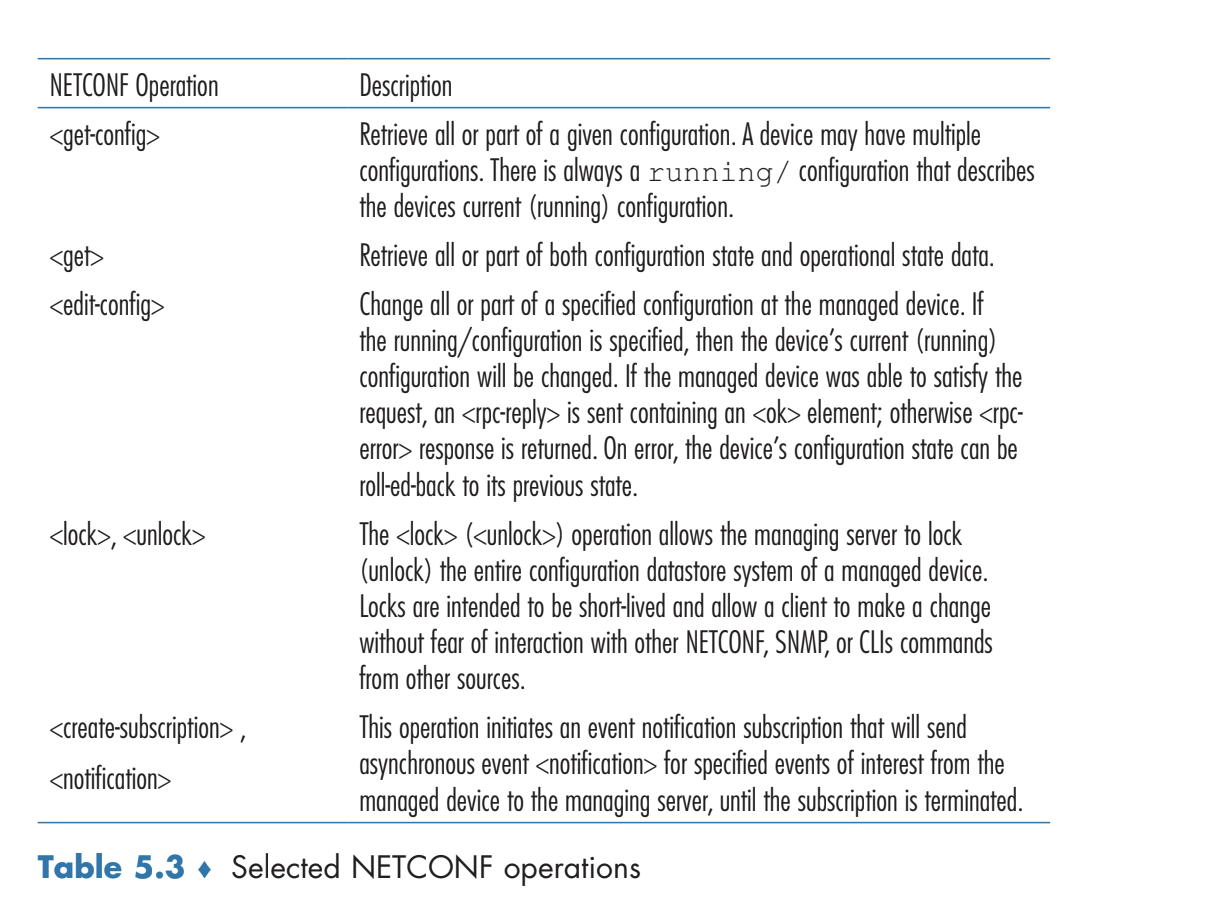 NETCONF Operation Description
<get-config> Retrieve all or part of a given configuration. A device may have multiple
configurations. There is always a running/ configuration that describes
the devices current (running) configuration.
<get> Retrieve all or part of both configuration state and operational state data.
<edit-config> Change all or part of a specified configuration at the managed device. If
the running/configuration is specified, then the device's current (running)
configuration will be changed. If the managed device was able to satisfy the
request, an <rpc-reply> is sent containing an <ok> element; otherwise <rpc-
error> response is returned. On error, the device's configuration state can be
roll-ed-back to its previous state.
<lock>, <unlock> The <lock> (<unlock>) operation allows the managing server to lock
(unlock) the entire configuration datastore system of a managed device.
Locks are intended to be short-lived and allow a client to make a change
without fear of interaction with other NETCONF, SNMP, or CLIs commands
from other sources.
<create-subscription> , This operation initiates an event notification subscription that will send
<notification> asynchronous event <notification> for specified events of interest from the
managed device to the managing server, until the subscription is terminated.
Table 5.3 ♦ Selected NETCONF operations